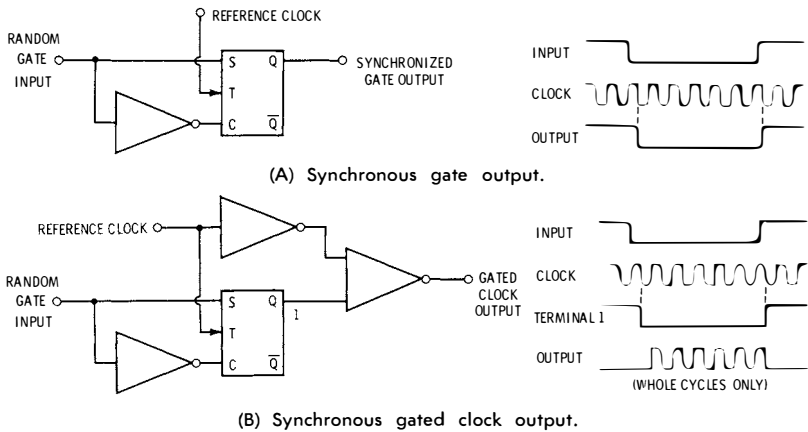 REFERENCE CLOCK
RANDOM
GATE
INPUT
S Q
T
C Q
SYNCHRONIZED
GATE OUTPUT
INPUT
CLOCK
OUTPUT
(A) Synchronous gate output.
REFERENCE CLOCK
RANDOM
GATE
INPUT
S Q
1
T
C Q
GATED
CLOCK
OUTPUT
INPUT
CLOCK
TERMINAL 1
OUTPUT
(WHOLE CYCLES ONLY)
(B) Synchronous gated clock output.